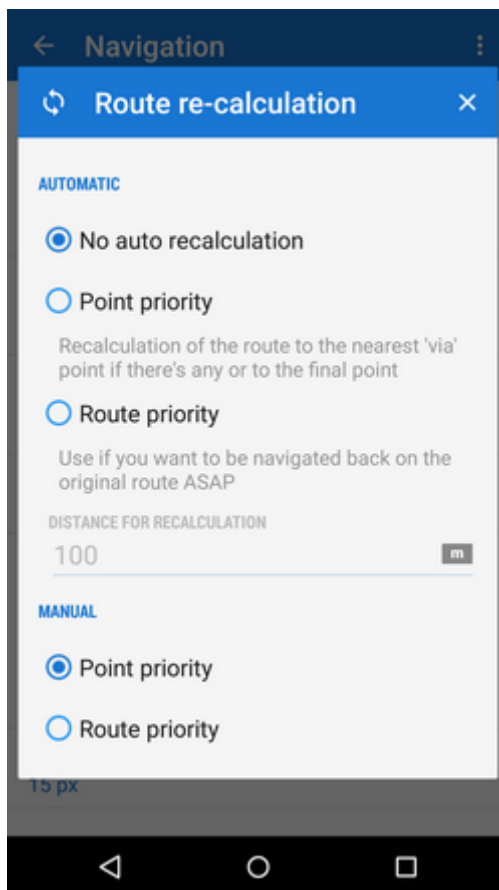 Navigation
Route re-calculation
AUTOMATIC
No auto recalculation
Point priority
Recalculation of the route to the nearest 'via'
point if there's any or to the final point
Route priority
Use if you want to be navigated back on the
original route ASAP
DISTANCE FOR RECALCULATION
100 m
MANUAL
Point priority
Route priority
15 px